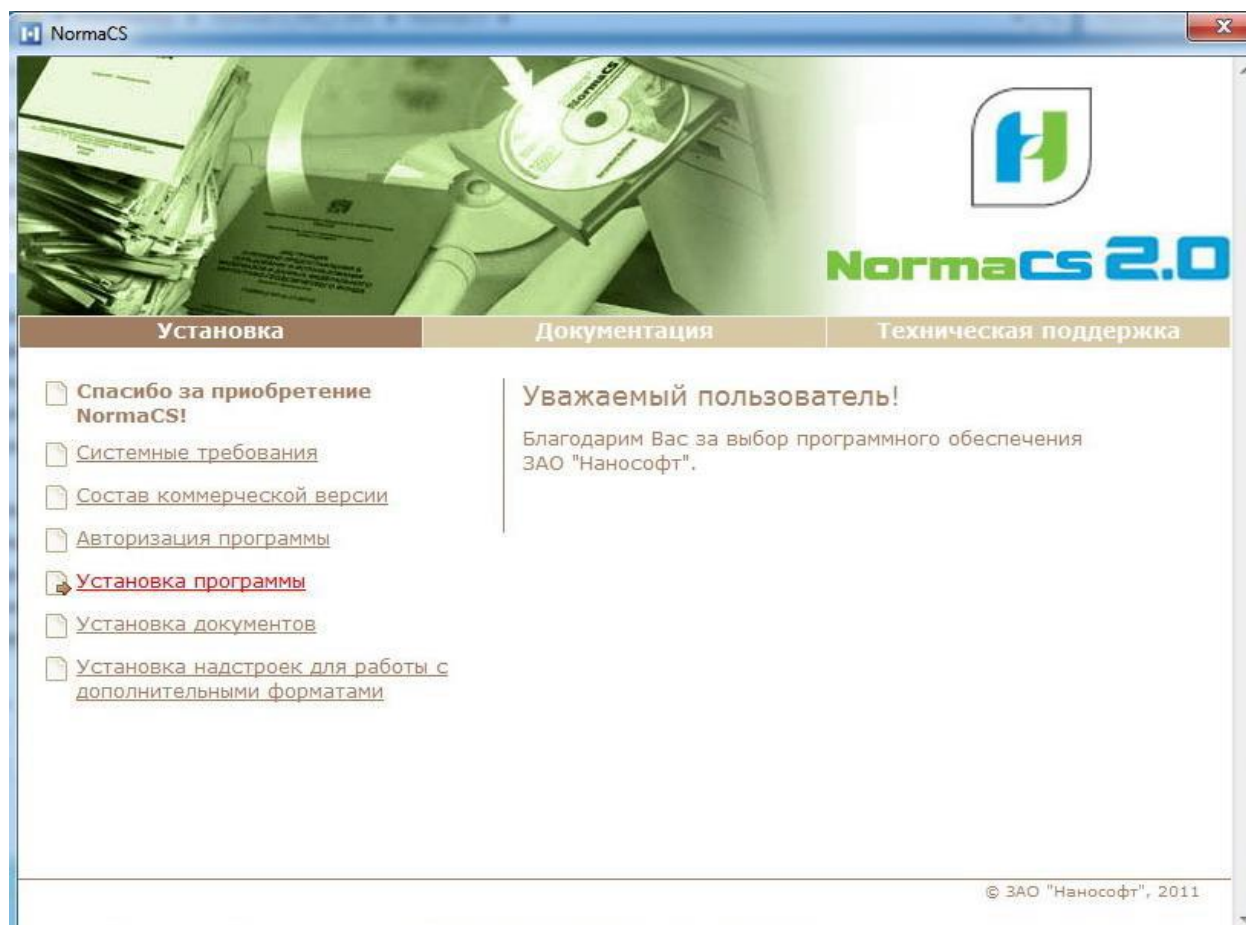 NormaCS
NormaCS
NormaCS 2.0
Установка
Документация
Техническая поддержка
Спасибо за приобретение
NormaCS!
Системные требования
Состав коммерческой версии
Авторизация программы
Установка программы
Установка документов
Установка надстроек для работы с
дополнительными форматами
Уважаемый пользователь!
Благодарим Вас за выбор программного обеспечения
ЗАО "Нанософт".
© ЗАО "Нанософт", 2011